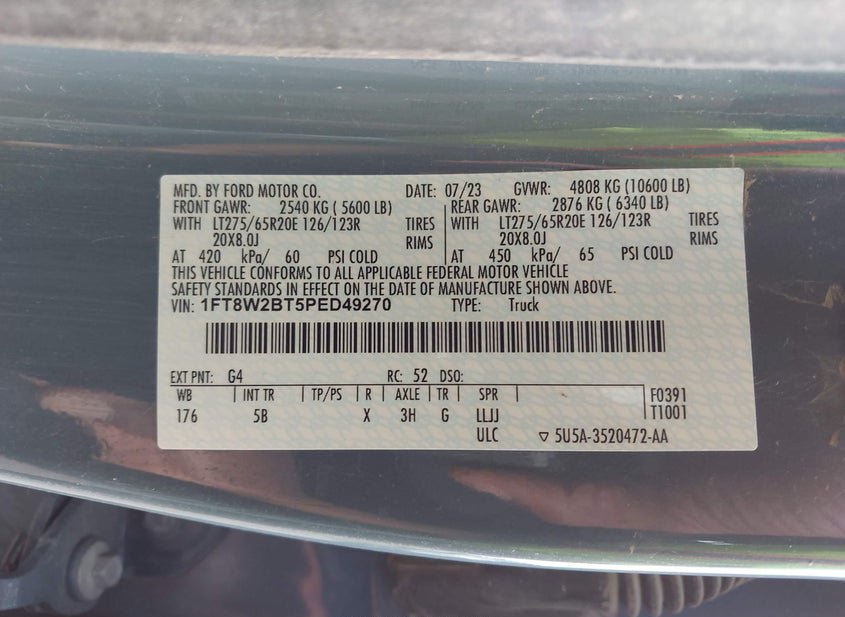 MFD. BY FORD MOTOR CO. DATE: 07/23 GVWR: 4808 KG (10600 LB)
FRONT GAWR: 2540 KG ( 5600 LB) REAR GAWR: 2876 KG ( 6340 LB)
WITH LT275/65R20E 126/123R TIRES WITH LT275/65R20E 126/123R TIRES
20X8.0J RIMS 20X8.0J RIMS
AT 420 kPa/ 60 PSI COLD AT 450 kPa/ 65 PSI COLD
THIS VEHICLE CONFORMS TO ALL APPLICABLE FEDERAL MOTOR VEHICLE
SAFETY STANDARDS IN EFFECT ON THE DATE OF MANUFACTURE SHOWN ABOVE.
VIN: 1FT8W2BT5PED49270 TYPE: Truck
EXT PNT: G4 RC: 52 DSO:
WB INT TR TP/PS R AXLE TR SPR F0391
176 5B X 3H G LLJJ T1001
ULC ▽ 5U5A-3520472-AA